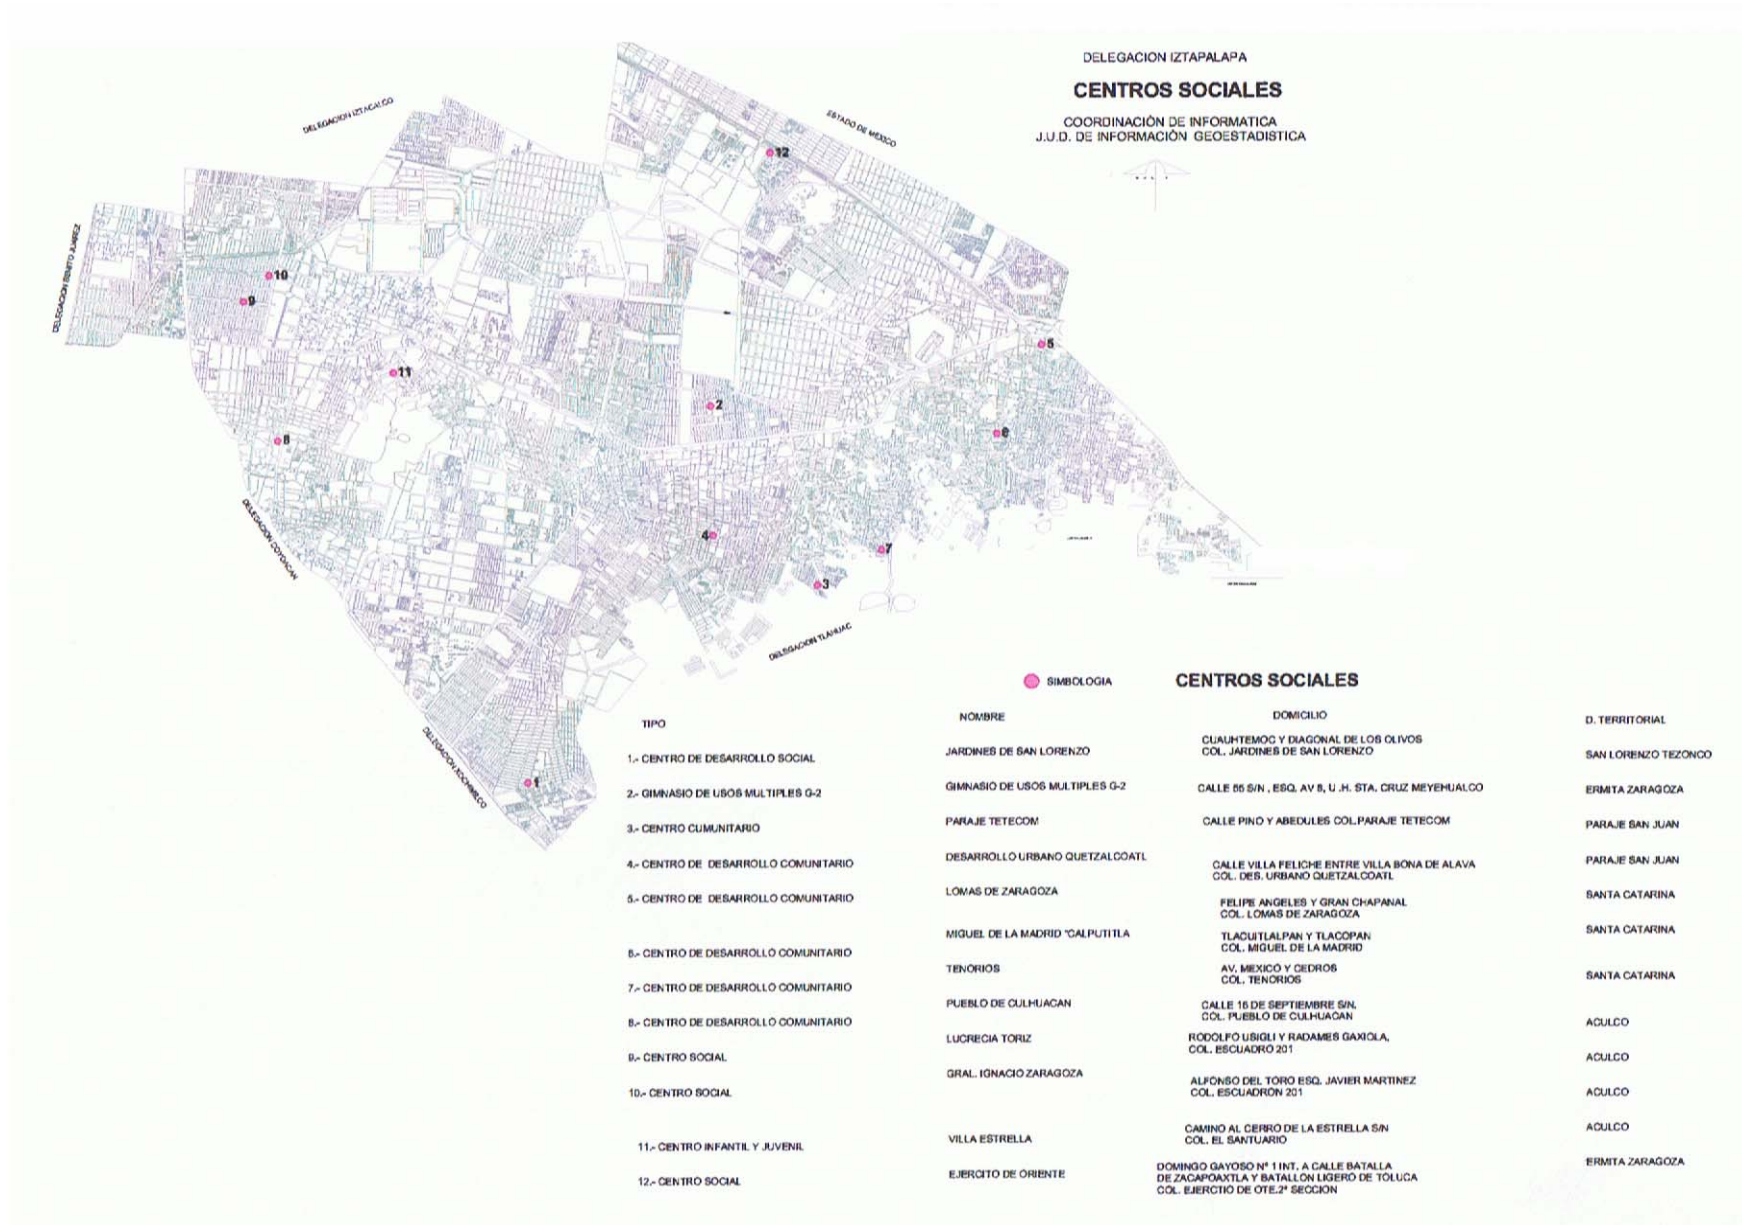 DELEGACION IZTAPALAPA
CENTROS SOCIALES
COORDINACIÓN DE INFORMATICA
J.U.D. DE INFORMACIÓN GEOESTADISTICA
DELEGACION IZTACALCO
ESTADO DE MEXICO
DELEGACION BENITO JUAREZ
12
10
9
5
11
2
8
6
4
7
3
DELEGACION COYOACAN
DELEGACION TLAHUAC
DELEGACION XOCHIMILCO
1
SIMBOLOGIA
CENTROS SOCIALES
TIPO NOMBRE DOMICILIO D. TERRITORIAL
1.- CENTRO DE DESARROLLO SOCIAL
2.- GIMNASIO DE USOS MULTIPLES G-2
3.- CENTRO CUMUNITARIO
4.- CENTRO DE DESARROLLO COMUNITARIO
5.- CENTRO DE DESARROLLO COMUNITARIO
6.- CENTRO DE DESARROLLO COMUNITARIO
7.- CENTRO DE DESARROLLO COMUNITARIO
8.- CENTRO DE DESARROLLO COMUNITARIO
9.- CENTRO SOCIAL
10.- CENTRO SOCIAL
11.- CENTRO INFANTIL Y JUVENIL
12.- CENTRO SOCIAL
JARDINES DE SAN LORENZO
GIMNASIO DE USOS MULTIPLES G-2
PARAJE TETECOM
DESARROLLO URBANO QUETZALCOATL
LOMAS DE ZARAGOZA
MIGUEL DE LA MADRID "CALPUTITLA
TENORIOS
PUEBLO DE CULHUACAN
LUCRECIA TORIZ
GRAL. IGNACIO ZARAGOZA
VILLA ESTRELLA
EJERCITO DE ORIENTE
CUAUHTEMOC Y DIAGONAL DE LOS OLIVOS
COL. JARDINES DE SAN LORENZO
CALLE 55 S/N , ESQ. AV 8, U .H. STA. CRUZ MEYEHUALCO
CALLE PINO Y ABEDULES COL.PARAJE TETECOM
CALLE VILLA FELICHE ENTRE VILLA BONA DE ALAVA
COL. DES. URBANO QUETZALCOATL
FELIPE ANGELES Y GRAN CHAPANAL
COL. LOMAS DE ZARAGOZA
TLACUITLALPAN Y TLACOPAN
COL. MIGUEL DE LA MADRID
AV. MEXICO Y CEDROS
COL. TENORIOS
CALLE 16 DE SEPTIEMBRE S/N.
COL. PUEBLO DE CULHUACAN
RODOLFO USIGLI Y RADAMES GAXIOLA,
COL. ESCUADRO 201
ALFONSO DEL TORO ESQ. JAVIER MARTINEZ
COL. ESCUADRON 201
CAMINO AL CERRO DE LA ESTRELLA S/N
COL. EL SANTUARIO
DOMINGO GAYOSO Nº 1 INT. A CALLE BATALLA
DE ZACAPOAXTLA Y BATALLON LIGERO DE TOLUCA
COL. EJERCTIO DE OTE.2ª SECCION
SAN LORENZO TEZONCO
ERMITA ZARAGOZA
PARAJE SAN JUAN
PARAJE SAN JUAN
SANTA CATARINA
SANTA CATARINA
SANTA CATARINA
ACULCO
ACULCO
ACULCO
ACULCO
ERMITA ZARAGOZA